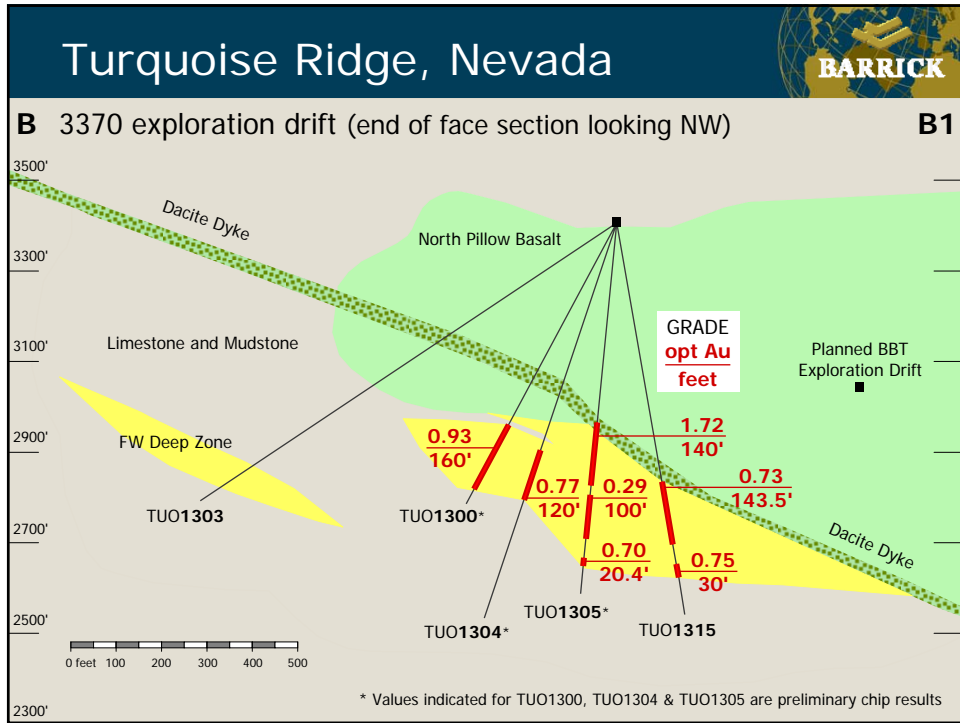 Turquoise Ridge, Nevada
BARRICK
B 3370 exploration drift (end of face section looking NW) B1
3500'
Dacite Dyke
North Pillow Basalt
3300'
GRADE
opt Au
feet
Limestone and Mudstone
3100'
Planned BBT
Exploration Drift
2900'
FW Deep Zone
0.93
160'
1.72
140'
0.77
120'
0.29
100'
0.73
143.5'
TUO1303
TUO1300*
2700'
0.70
20.4'
0.75
30'
Dacite Dyke
TUO1305*
TUO1304*
TUO1315
2500'
0 feet 100 200 300 400 500
* Values indicated for TUO1300, TUO1304 & TUO1305 are preliminary chip results
2300'